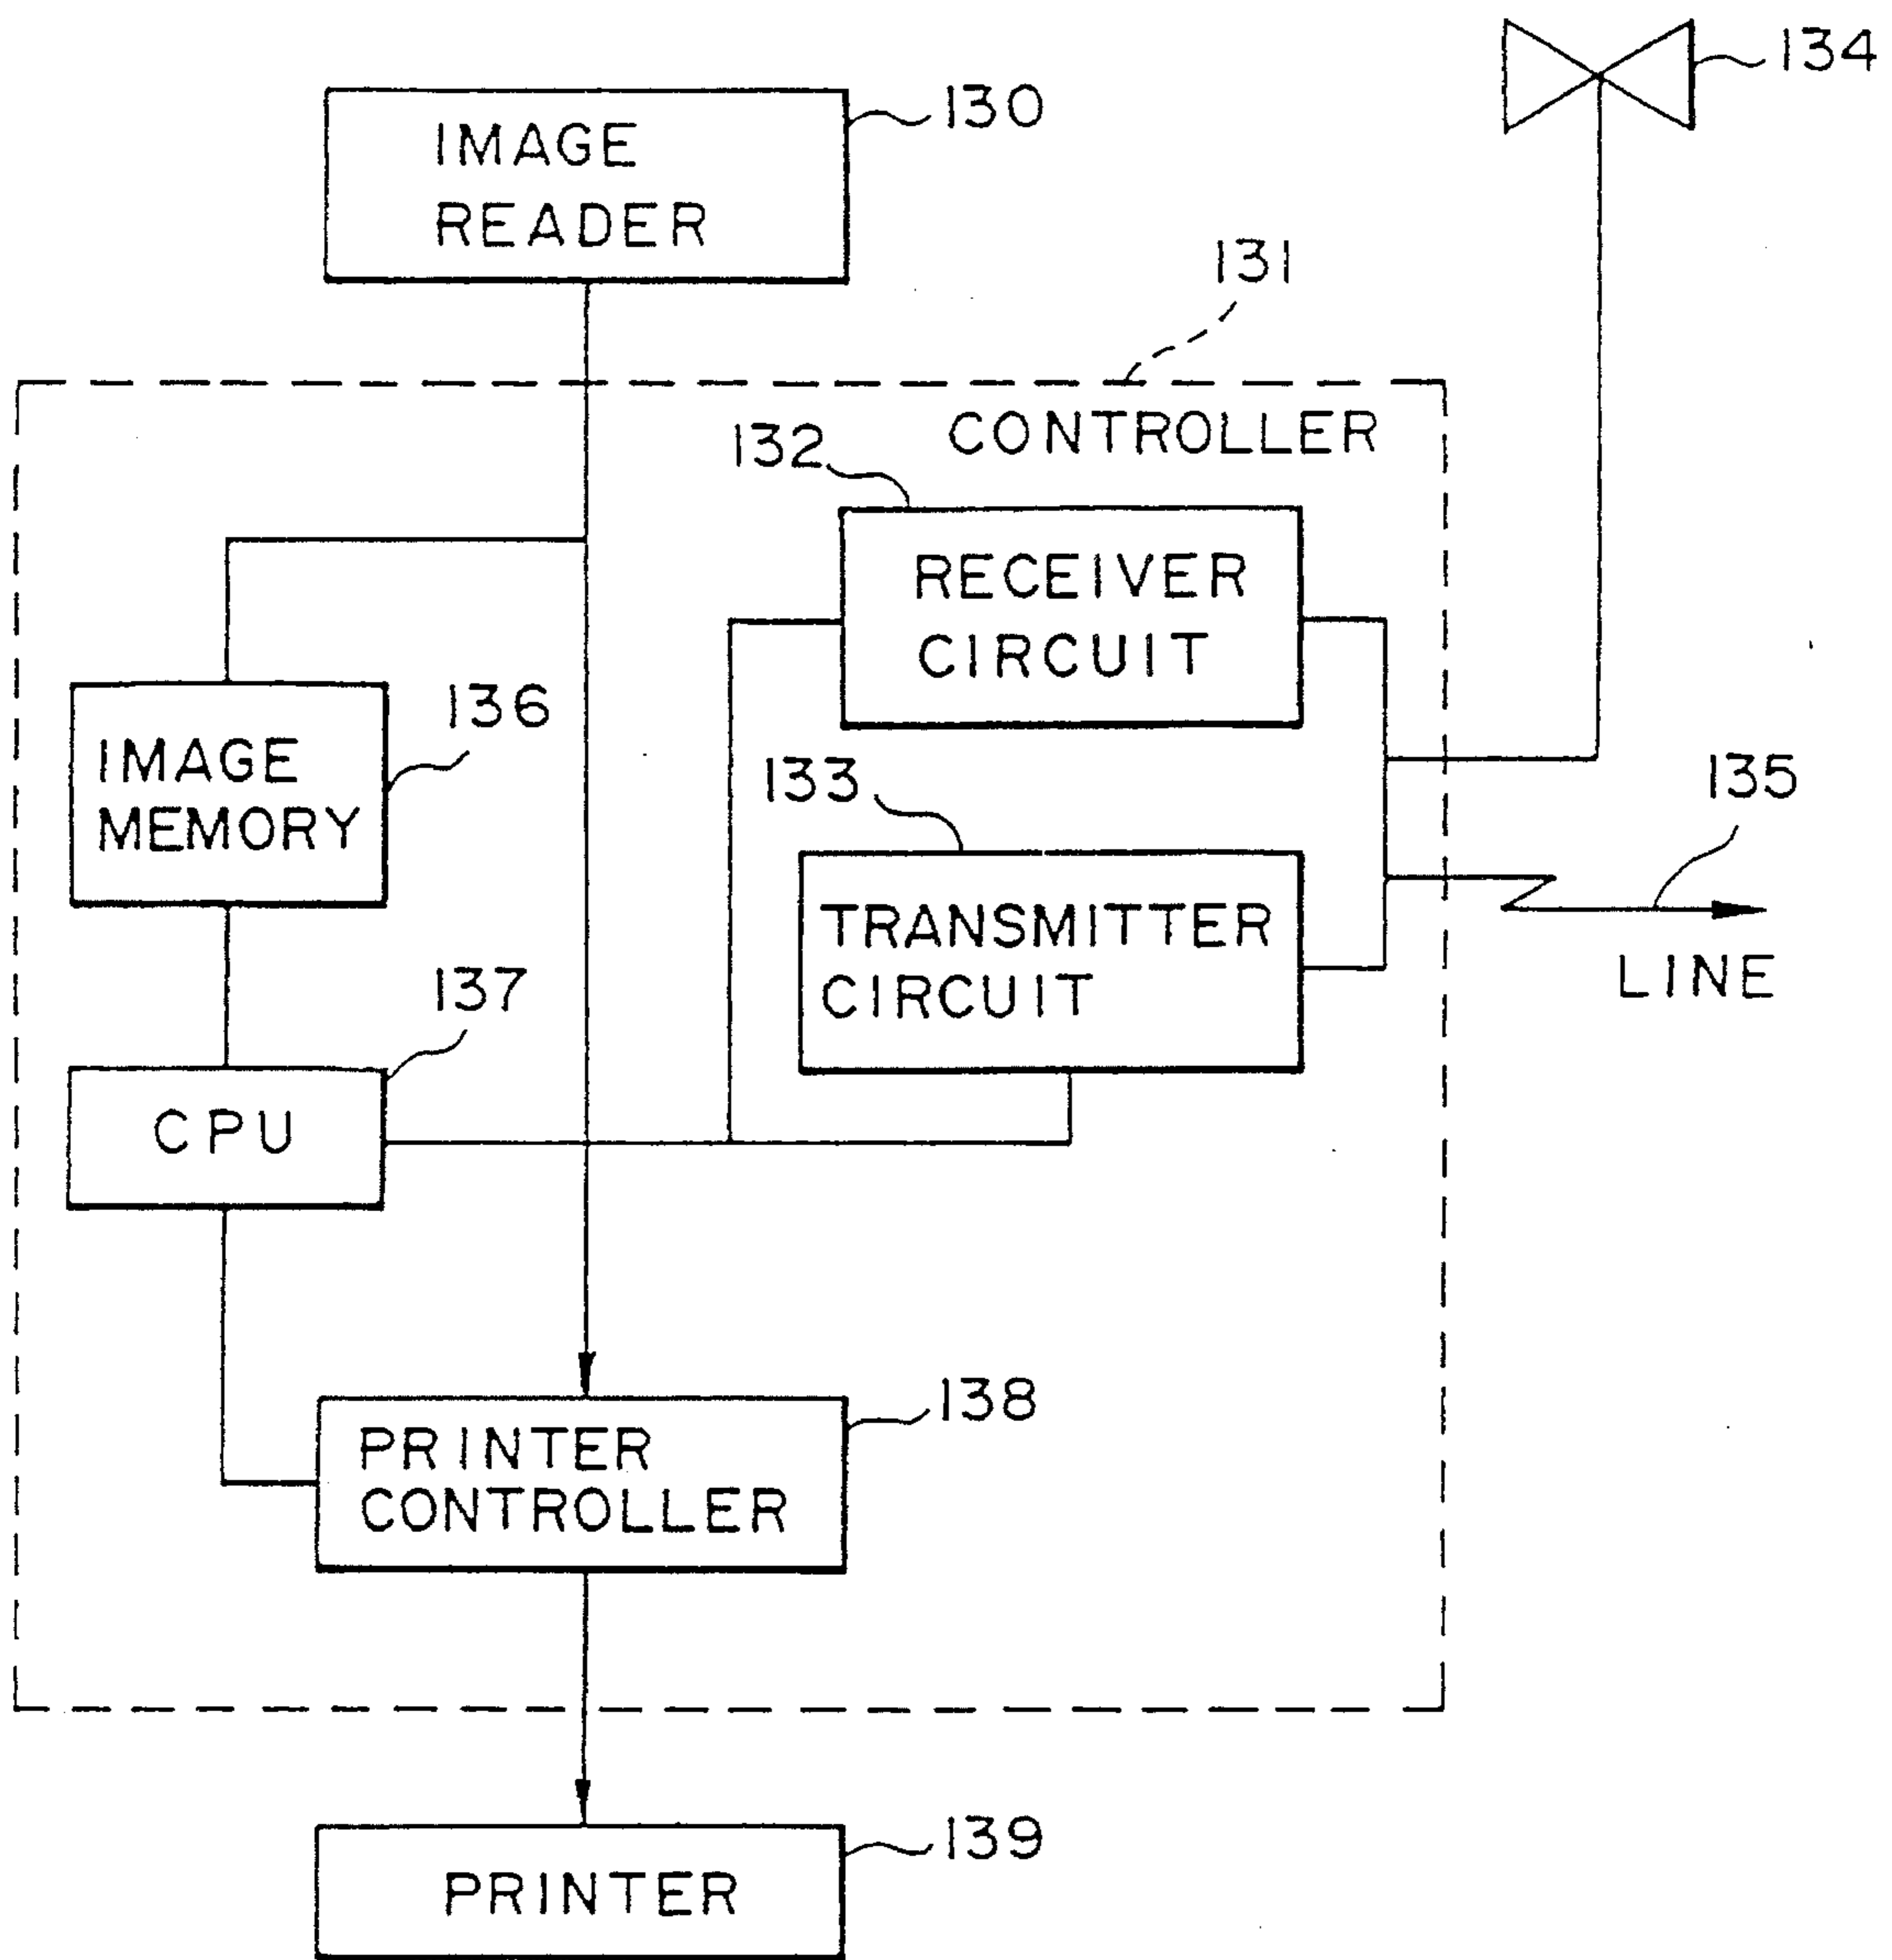 134
130
IMAGE
READER
131
CONTROLLER
132
RECEIVER
CIRCUIT
136
IMAGE
MEMORY
133
135
TRANSMITTER
CIRCUIT
LINE
137
CPU
138
PRINTER
CONTROLLER
139
PRINTER